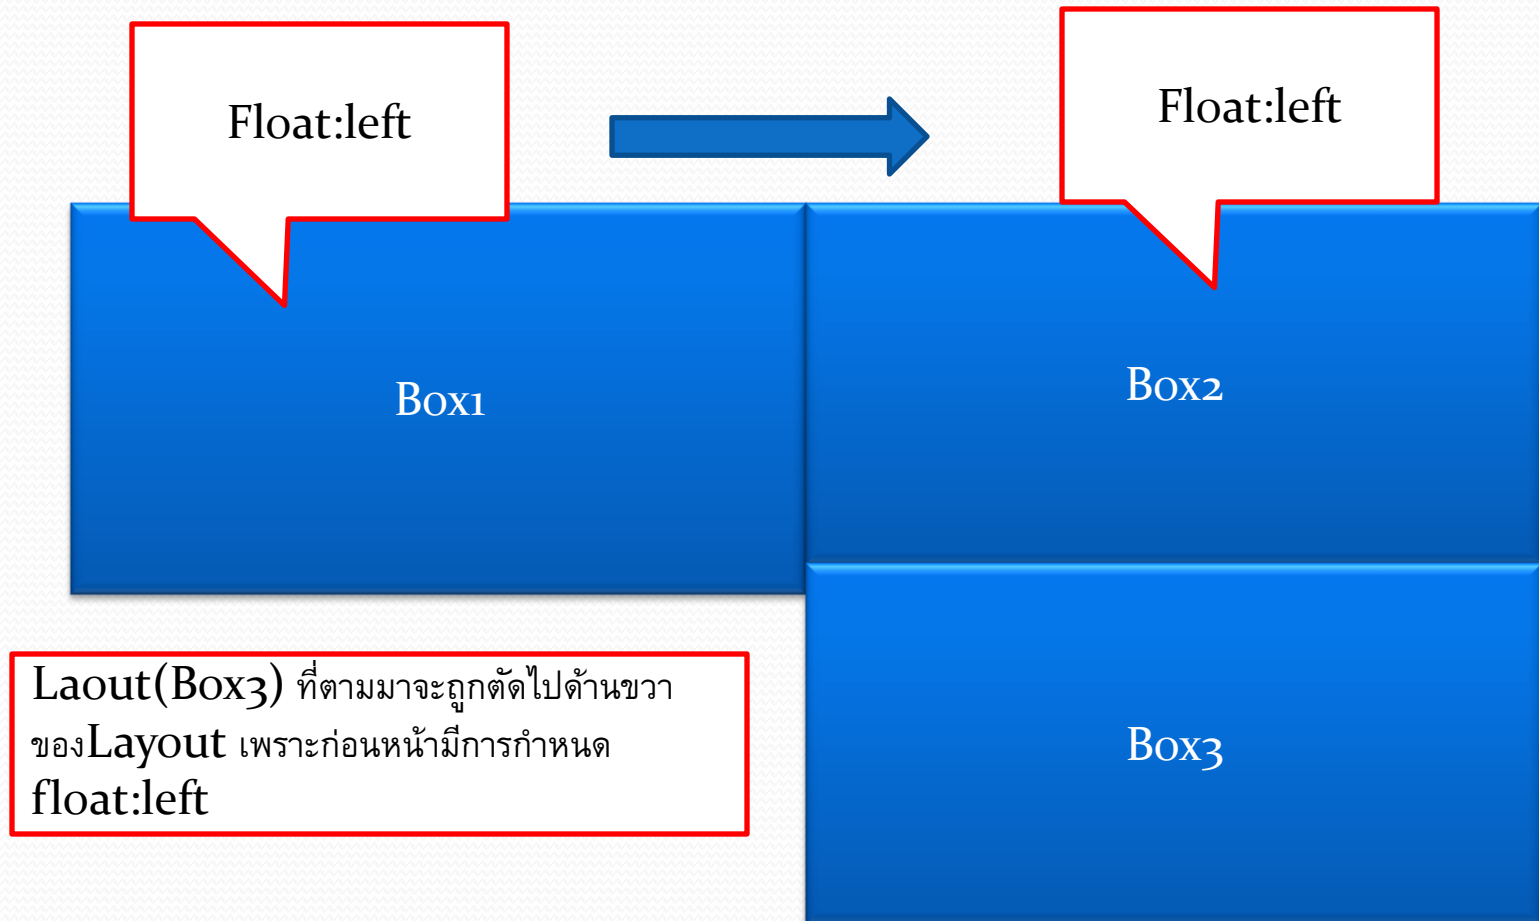 Float:left
Float:left
Box1
Box2
Laout(Box3) ที่ตามมาจะถูกตัดไปด้านขวา
ของLayout เพราะก่อนหน้ามีการกำหนด
float:left
Box3